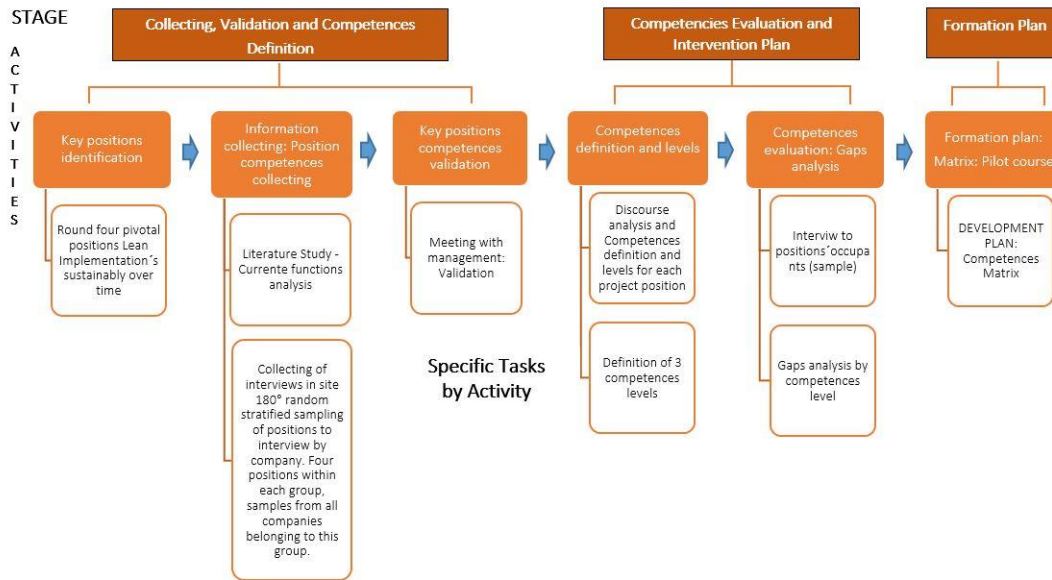 STAGE
Collecting, Validation and Competences
Definition
Competencies Evaluation and
Intervention Plan
Formation Plan
ACTIVITIES
Key positions
identification
Information
collecting: Position
competences
collecting
Key positions
competences
validation
Competences
definition and levels
Competences
evaluation: Gaps
analysis
Formation plan:
Matrix: Pilot course
Round four pivotal
positions Lean
Implementation´s
sustainably over
time
Literature Study -
Currente functions
analysis
Meeting with
management:
Validation
Discourse
analysis and
Competences
definition and
levels for each
project position
Interviw to
positions´occupa
nts (sample)
DEVELOPMENT
PLAN:
Competences
Matrix
Collecting of
interviews in site
180° random
stratified sampling
of positions to
interview by
company. Four
positions within
each group,
samples from all
companies
belonging to this
group.
Specific Tasks
by Activity
Definition of 3
competences
levels
Gaps analysis by
competences
level